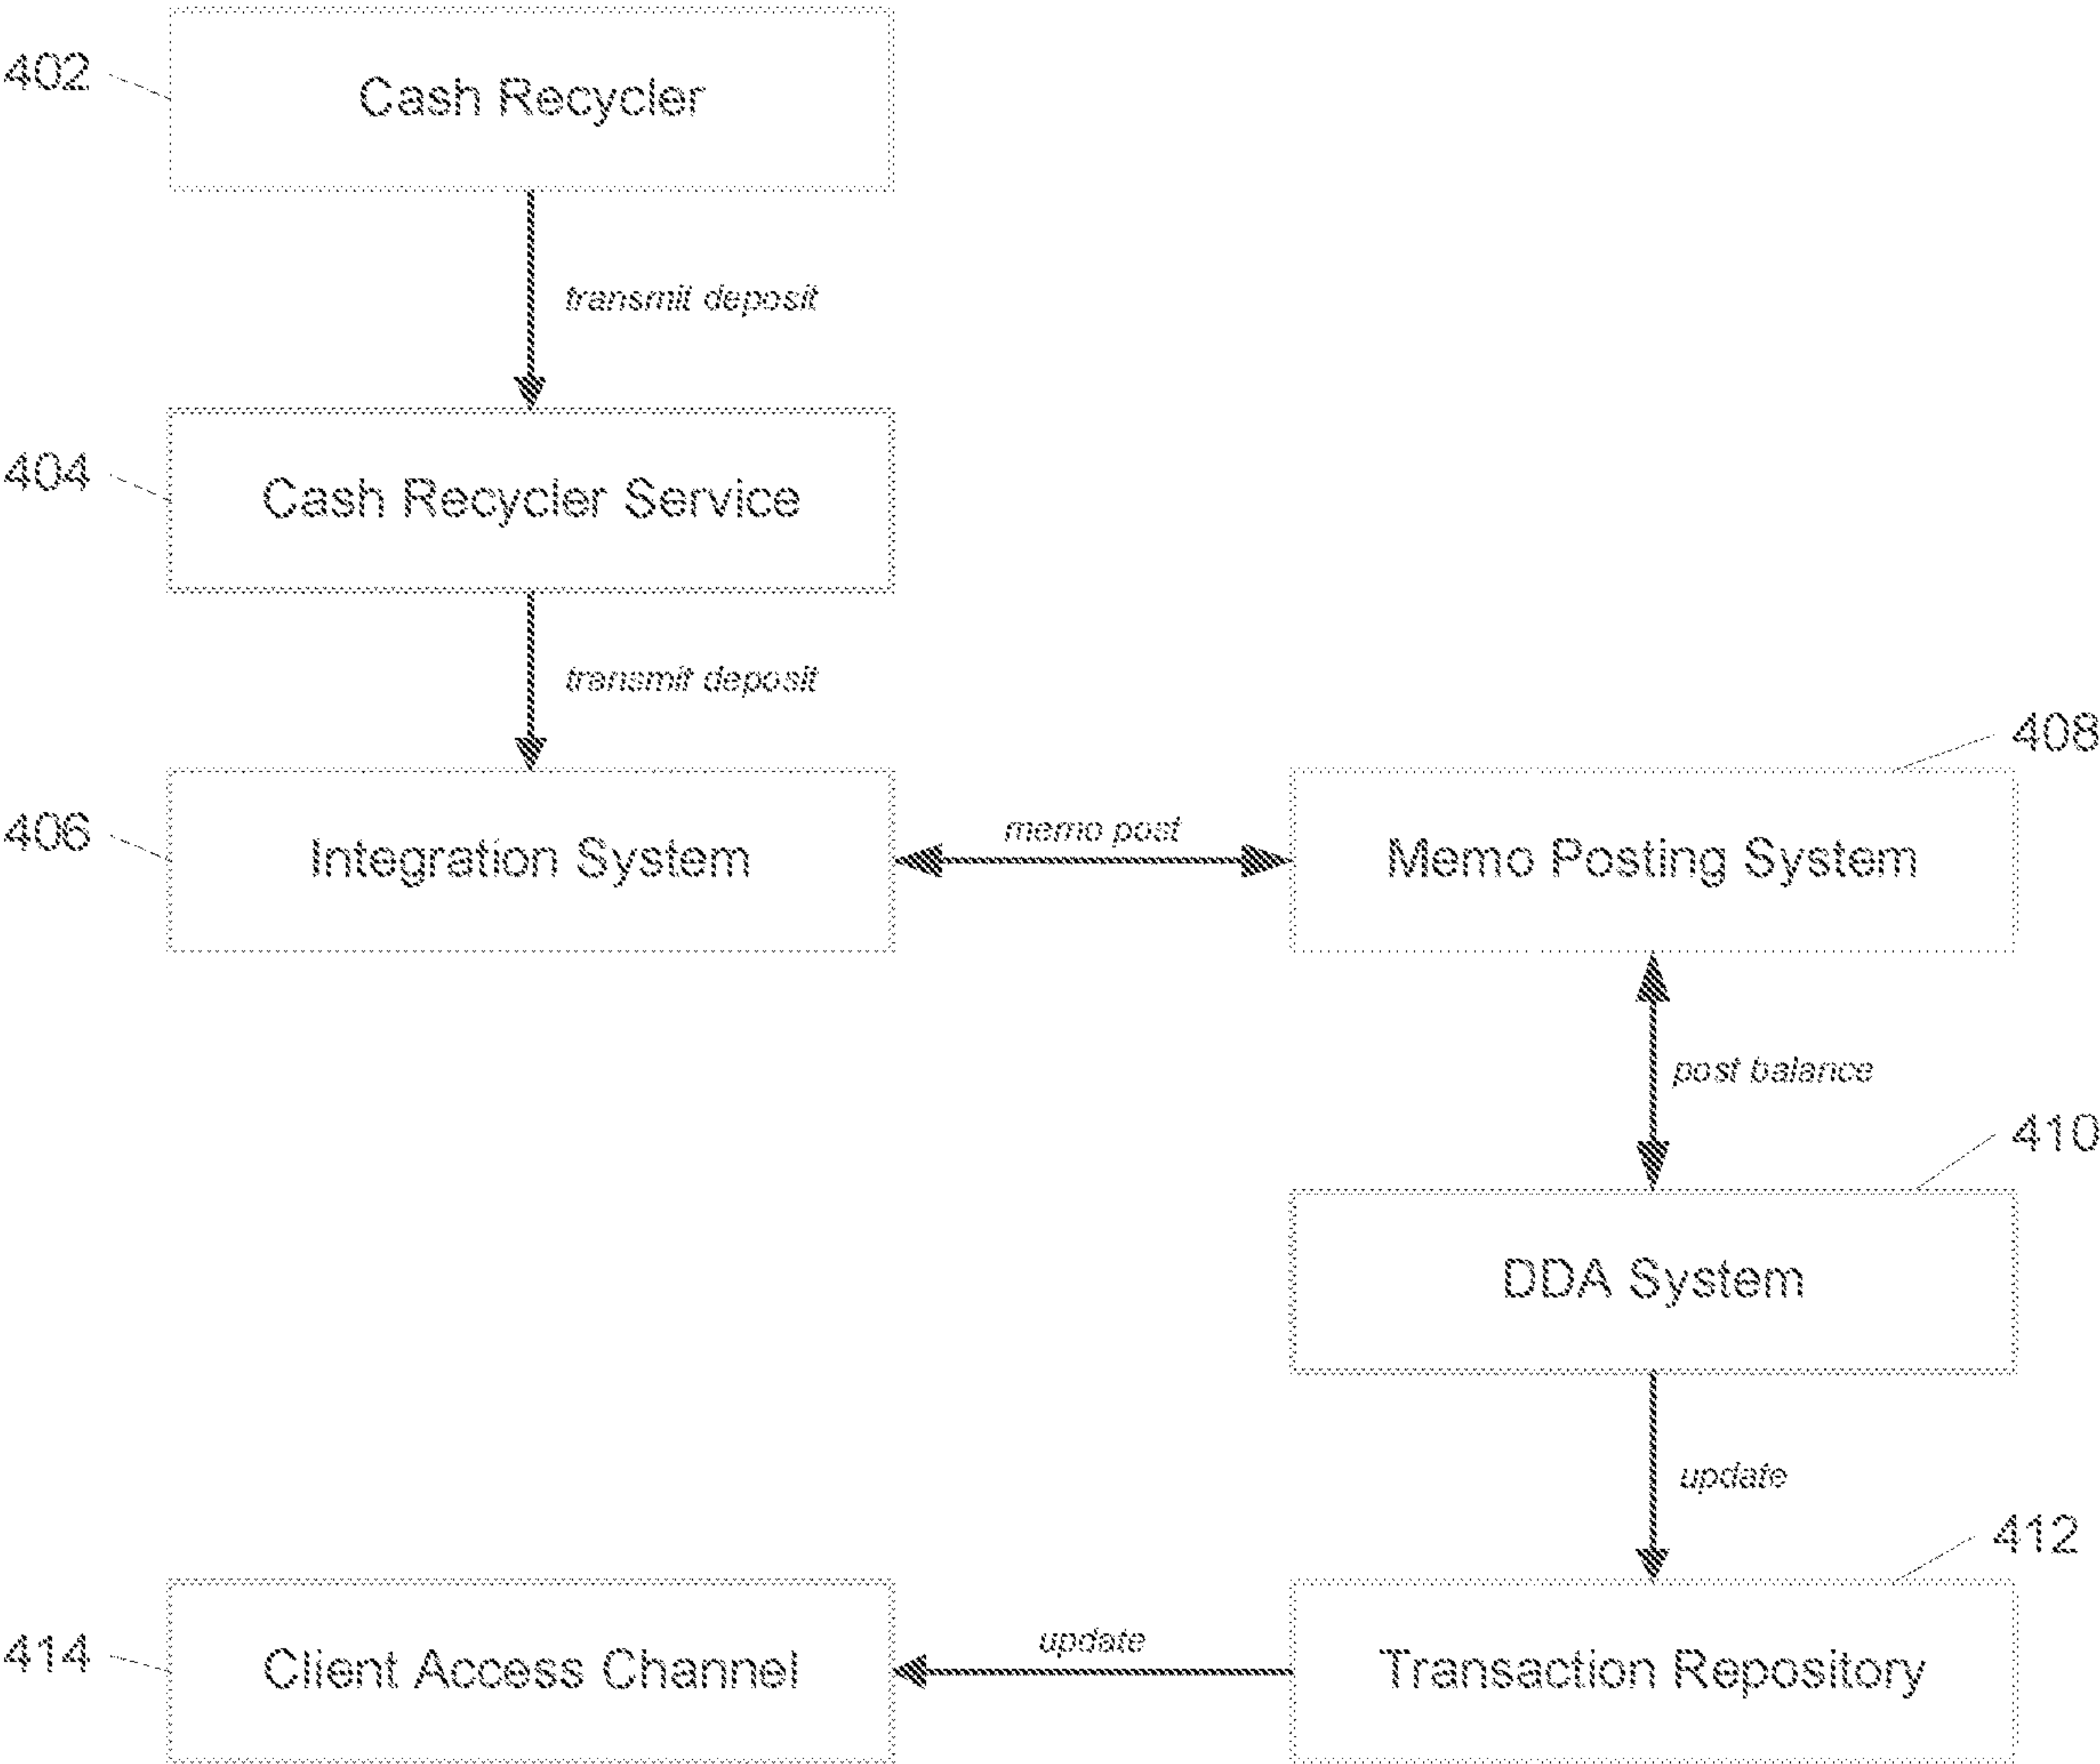 402
Cash Recycler
transmit deposit
404
Cash Recycler Service
transmit deposit
406
Integration System
memo post
408
Memo Posting System
post balance
410
DDA System
update
412
Transaction Repository
update
414
Client Access Channel